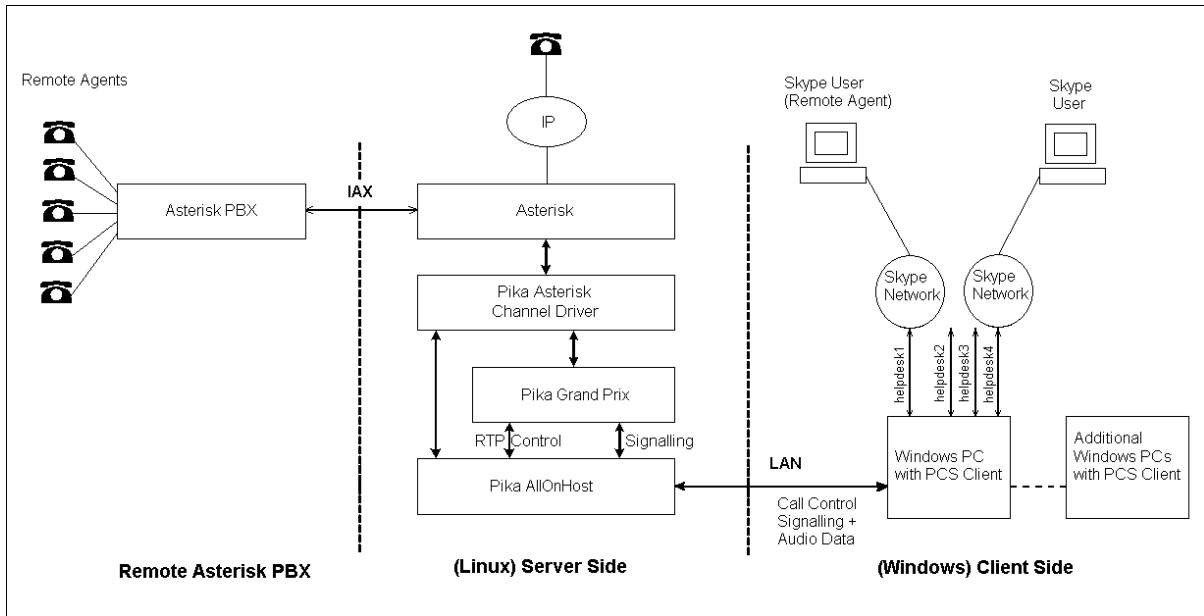 Remote Agents
Asterisk PBX
IAX
Remote Asterisk PBX
IP
Asterisk
Pika Asterisk
Channel Driver
Pika Grand Prix
RTP Control
Signalling
Pika AllOnHost
(Linux) Server Side
LAN
Call Control
Signalling +
Audio Data
Skype User
(Remote Agent)
Skype
User
Skype
Network
Skype
Network
helpdesk1
helpdesk2
helpdesk3
helpdesk4
Windows PC
with PCS Client
Additional
Windows PCs
with PCS Client
(Windows) Client Side